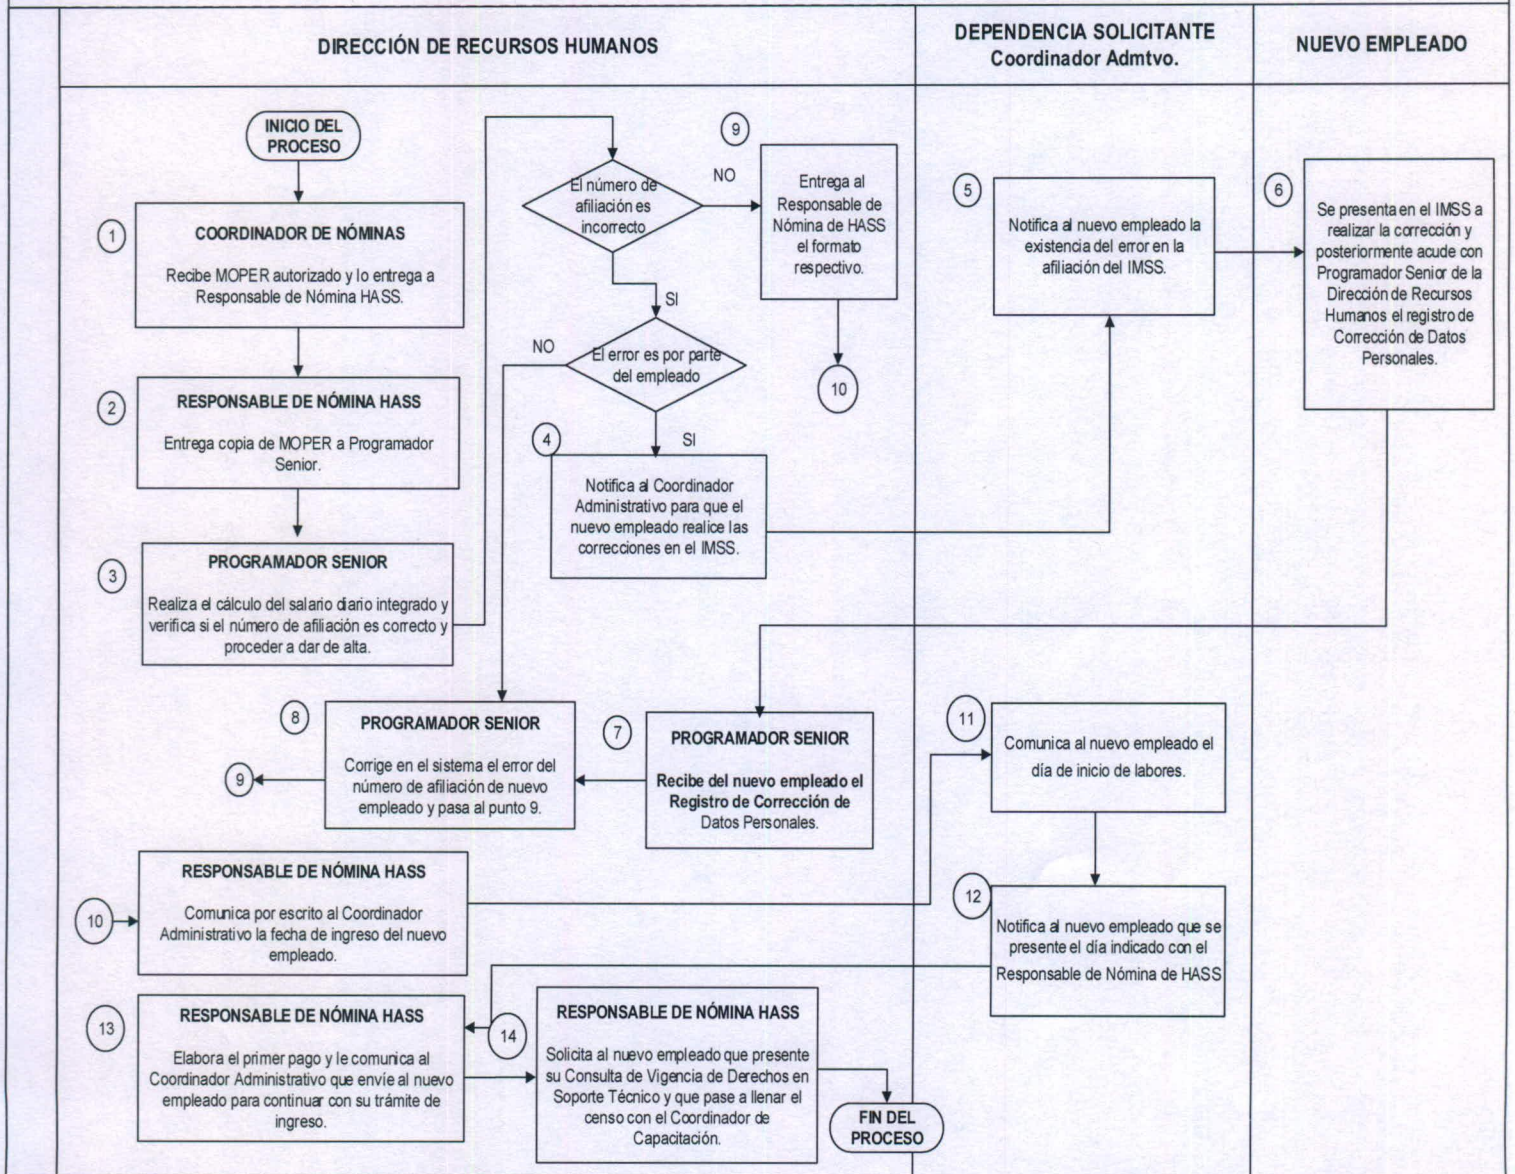 DIRECCIÓN DE RECURSOS HUMANOS
DEPENDENCIA SOLICITANTE
Coordinador Admtvo.
NUEVO EMPLEADO
INICIO DEL
PROCESO
1
COORDINADOR DE NÓMINAS
Recibe MOPER autorizado y lo entrega a
Responsable de Nómina HASS.
2
RESPONSABLE DE NÓMINA HASS
Entrega copia de MOPER a Programador
Senior.
3
PROGRAMADOR SENIOR
Realiza el cálculo del salario diario integrado y
verifica si el número de afiliación es correcto y
proceder a dar de alta.
El número de
afiliación es
incorrecto
NO
SI
9
Entrega al
Responsable de
Nómina de HASS
el formato
respectivo.
10
El error es por parte
del empleado
NO
SI
4
Notifica al Coordinador
Administrativo para que el
nuevo empleado realice las
correcciones en el IMSS.
5
Notifica al nuevo empleado la
existencia del error en la
afiliación del IMSS.
6
Se presenta en el IMSS a
realizar la corrección y
posteriormente acude con
Programador Senior de la
Dirección de Recursos
Humanos el registro de
Corrección de Datos
Personales.
7
PROGRAMADOR SENIOR
Recibe del nuevo empleado el
Registro de Corrección de
Datos Personales.
8
PROGRAMADOR SENIOR
Corrige en el sistema el error del
número de afiliación de nuevo
empleado y pasa al punto 9.
9
10
RESPONSABLE DE NÓMINA HASS
Comunica por escrito al Coordinador
Administrativo la fecha de ingreso del nuevo
empleado.
11
Comunica al nuevo empleado el
día de inicio de labores.
12
Notifica al nuevo empleado que se
presente el día indicado con el
Responsable de Nómina de HASS
13
RESPONSABLE DE NÓMINA HASS
Elabora el primer pago y le comunica al
Coordinador Administrativo que envíe al nuevo
empleado para continuar con su trámite de
ingreso.
14
RESPONSABLE DE NÓMINA HASS
Solicita al nuevo empleado que presente
su Consulta de Vigencia de Derechos en
Soporte Técnico y que pase a llenar el
censo con el Coordinador de
Capacitación.
FIN DEL
PROCESO